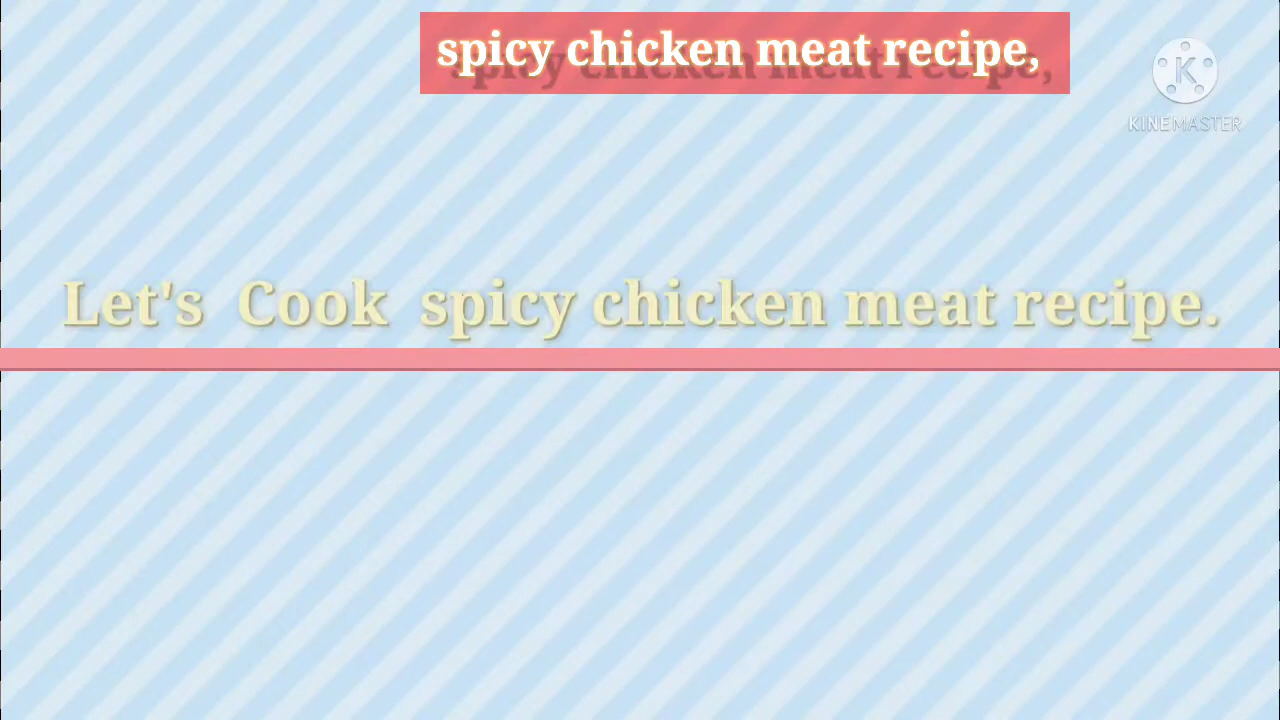 spicy chicken meat recipe,
KINEMASTER
Let's Cook spicy chicken meat recipe.